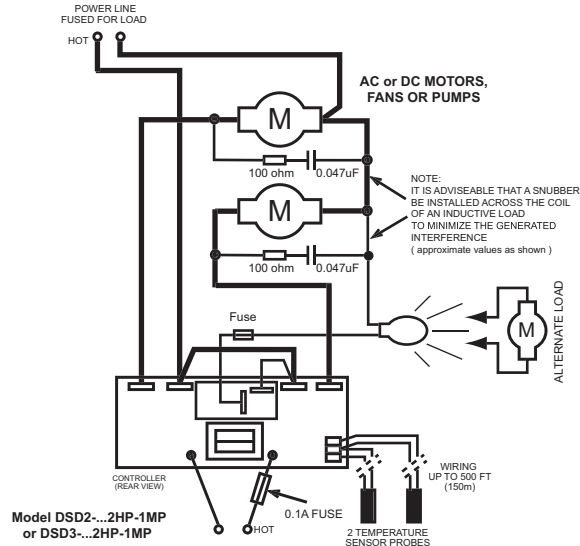 POWER LINE
FUSED FOR LOAD
HOT
AC or DC MOTORS,
FANS OR PUMPS
M
100 ohm
0.047uF
NOTE:
IT IS ADVISEABLE THAT A SNUBBER
BE INSTALLED ACROSS THE COIL
OF AN INDUCTIVE LOAD
TO MINIMIZE THE GENERATED
INTERFERENCE
( approximate values as shown )
M
100 ohm
0.047uF
Fuse
M
ALTERNATE LOAD
CONTROLLER
(REAR VIEW)
WIRING
UP TO 500 FT
(150m)
0.1A FUSE
Model DSD2-...2HP-1MP
or DSD3-...2HP-1MP
HOT
2 TEMPERATURE
SENSOR PROBES